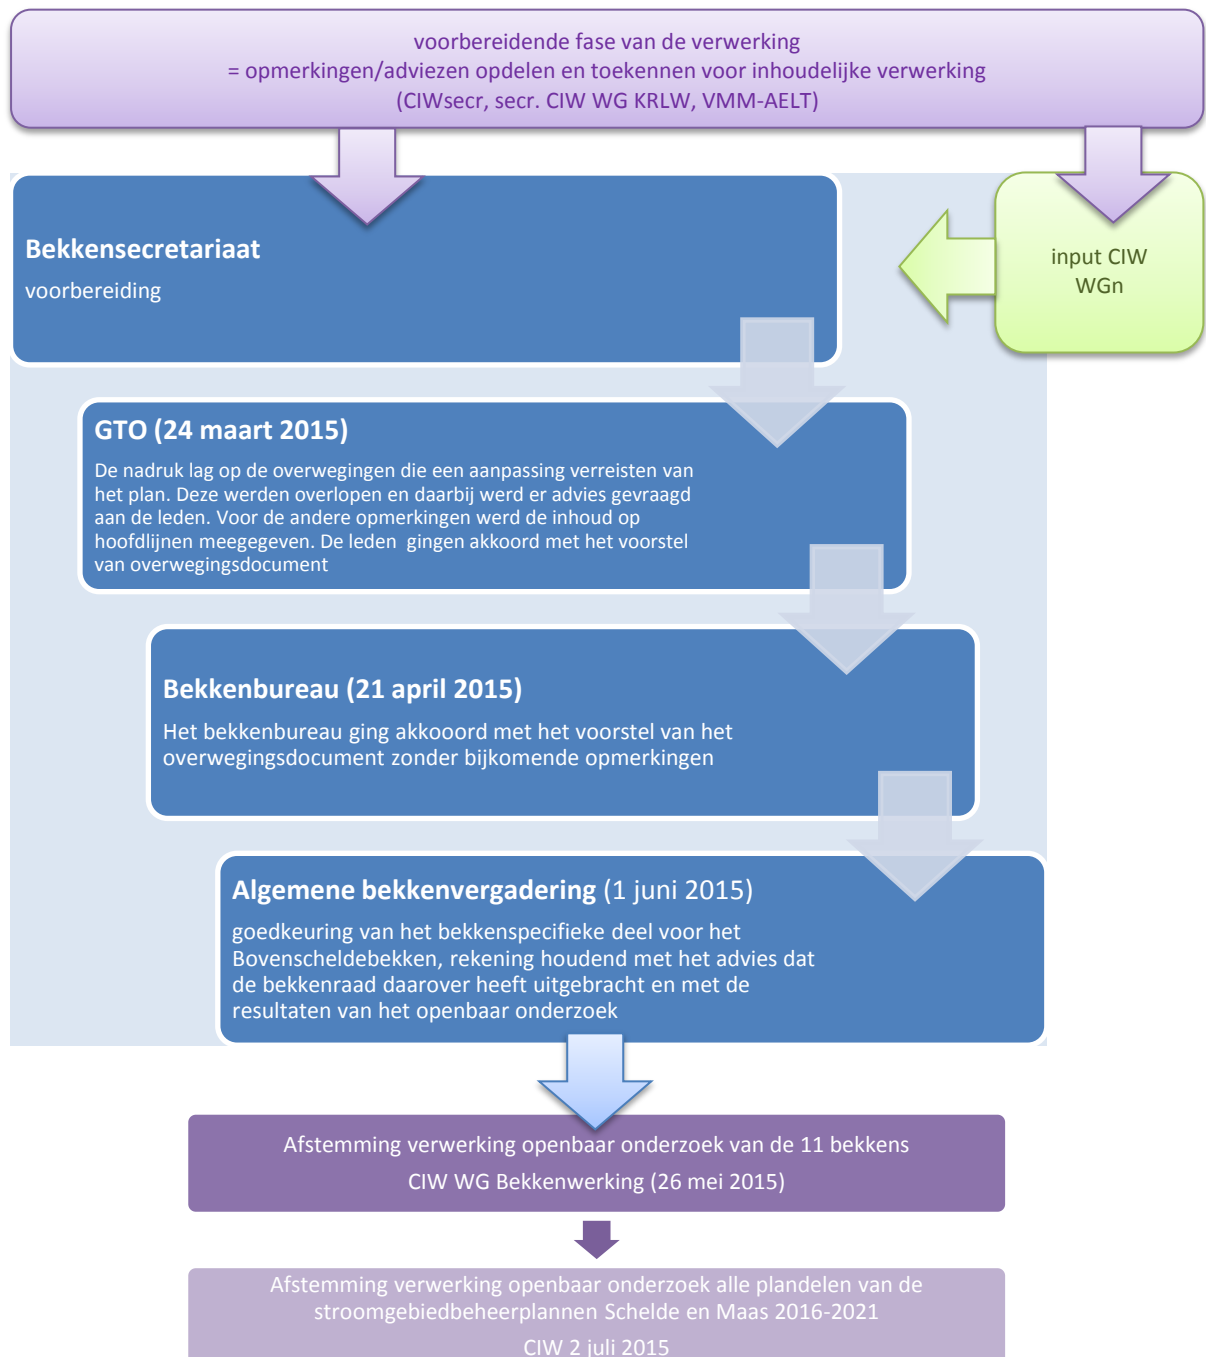 voorbereidende fase van de verwerking
= opmerkingen/adviezen opdelen en toekennen voor inhoudelijke verwerking
(CIWsecr, secr. CIW WG KRLW, VMM-AELT)
Bekkensecretariaat
voorbereiding
input CIW
WGn
GTO (24 maart 2015)
De nadruk lag op de overwegingen die een aanpassing verreisten van
het plan. Deze werden overlopen en daarbij werd er advies gevraagd
aan de leden. Voor de andere opmerkingen werd de inhoud op
hoofdlijnen meegegeven. De leden gingen akkoord met het voorstel
van overwegingsdocument
Bekkenbureau (21 april 2015)
Het bekkenbureau ging akkooord met het voorstel van het
overwegingsdocument zonder bijkomende opmerkingen
Algemene bekkenvergadering (1 juni 2015)
goedkeuring van het bekkenspecifieke deel voor het
Bovenscheldebekken, rekening houdend met het advies dat
de bekkenraad daarover heeft uitgebracht en met de
resultaten van het openbaar onderzoek
Afstemming verwerking openbaar onderzoek van de 11 bekkens
CIW WG Bekkenwerking (26 mei 2015)
Afstemming verwerking openbaar onderzoek alle plandelen van de
stroomgebiedbeheerplannen Schelde en Maas 2016-2021
CIW 2 juli 2015